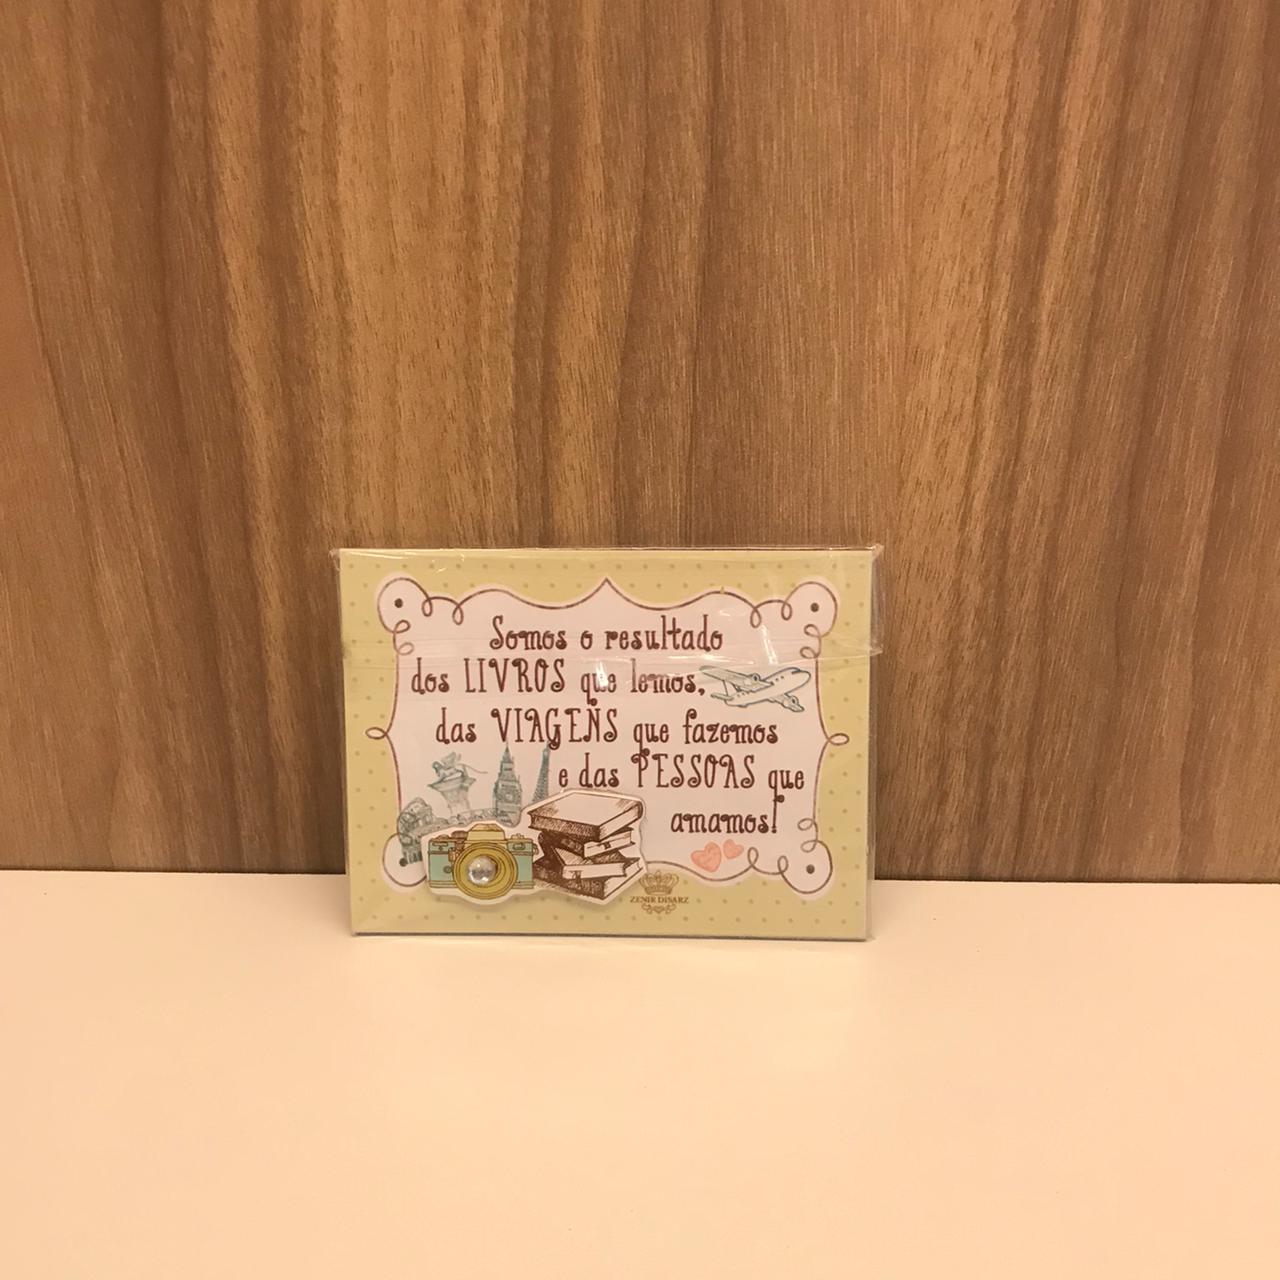 Somos o resultado
dos LIVROS que lemos,
das VIAGENS que fazemos
e das PESSOAS que
amamos!
ZENIR DISARZ